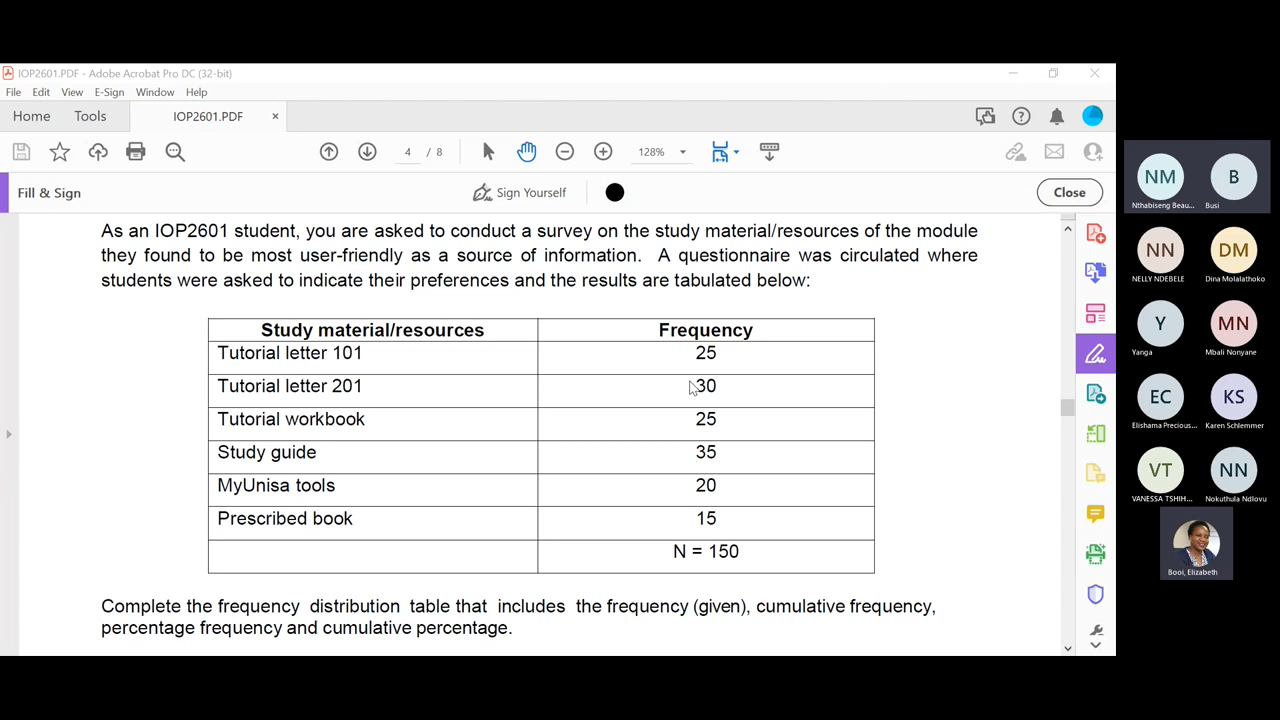 IOP2601.PDF - Adobe Acrobat Pro DC (32-bit)
File Edit View E-Sign Window Help
Home Tools IOP2601.PDF ×
4 / 8 128%
Fill & Sign Sign Yourself Close
As an IOP2601 student, you are asked to conduct a survey on the study material/resources of the module
they found to be most user-friendly as a source of information. A questionnaire was circulated where
students were asked to indicate their preferences and the results are tabulated below:
Study material/resources Frequency
Tutorial letter 101 25
Tutorial letter 201 30
Tutorial workbook 25
Study guide 35
MyUnisa tools 20
Prescribed book 15
N = 150
Complete the frequency distribution table that includes the frequency (given), cumulative frequency,
percentage frequency and cumulative percentage.
NM B
Nthabiseng Beau... Busi
NN DM
NELLY NDEBELE Dina Molalathoko
Y MN
Yanga Mbali Nonyane
EC KS
Elishama Precious... Karen Schlemmer
VT NN
VANESSA TSHIH... Nokuthula Ndlovu
Booi, Elizabeth